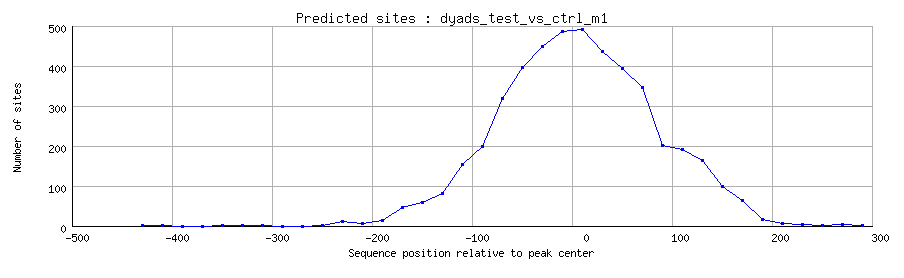 Predicted sites : dyads_test_vs_ctrl_m1
500
400
300
200
100
0
Number of sites
-500 -400 -300 -200 -100 0 100 200 300
Sequence position relative to peak center